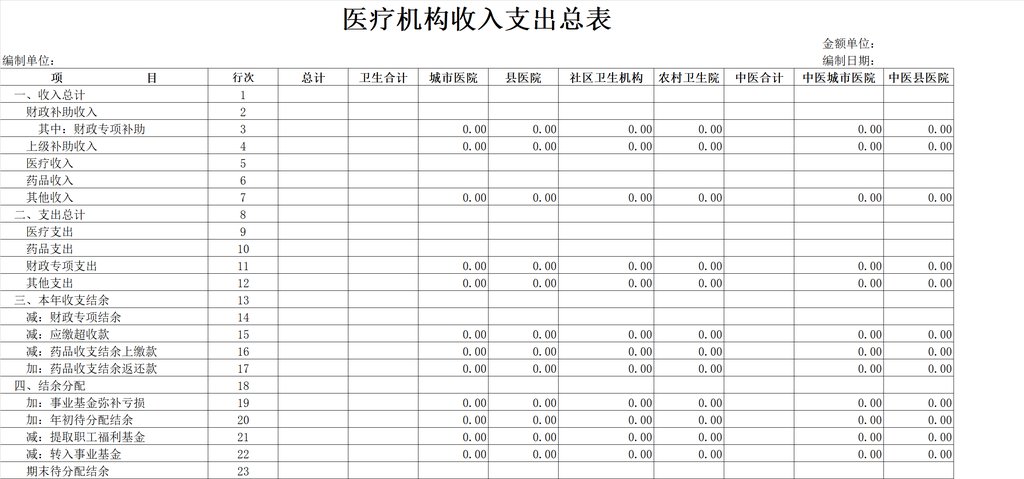 医疗机构收入支出总表
金额单位：
编制单位： 编制日期：
项 目 行次 总计 卫生合计 城市医院 县医院 社区卫生机构 农村卫生院 中医合计 中医城市医院 中医县医院
一、收入总计 1
财政补助收入 2
其中：财政专项补助 3 0.00 0.00 0.00 0.00 0.00 0.00
上级补助收入 4 0.00 0.00 0.00 0.00 0.00 0.00
医疗收入 5
药品收入 6
其他收入 7 0.00 0.00 0.00 0.00 0.00 0.00
二、支出总计 8
医疗支出 9
药品支出 10
财政专项支出 11 0.00 0.00 0.00 0.00 0.00 0.00
其他支出 12 0.00 0.00 0.00 0.00 0.00 0.00
三、本年收支结余 13
减：财政专项结余 14
减：应缴超收款 15 0.00 0.00 0.00 0.00 0.00 0.00
减：药品收支结余上缴款 16 0.00 0.00 0.00 0.00 0.00 0.00
加：药品收支结余返还款 17 0.00 0.00 0.00 0.00 0.00 0.00
四、结余分配 18
加：事业基金弥补亏损 19 0.00 0.00 0.00 0.00 0.00 0.00
加：年初待分配结余 20 0.00 0.00 0.00 0.00 0.00 0.00
减：提取职工福利基金 21 0.00 0.00 0.00 0.00 0.00 0.00
减：转入事业基金 22 0.00 0.00 0.00 0.00 0.00 0.00
期末待分配结余 23